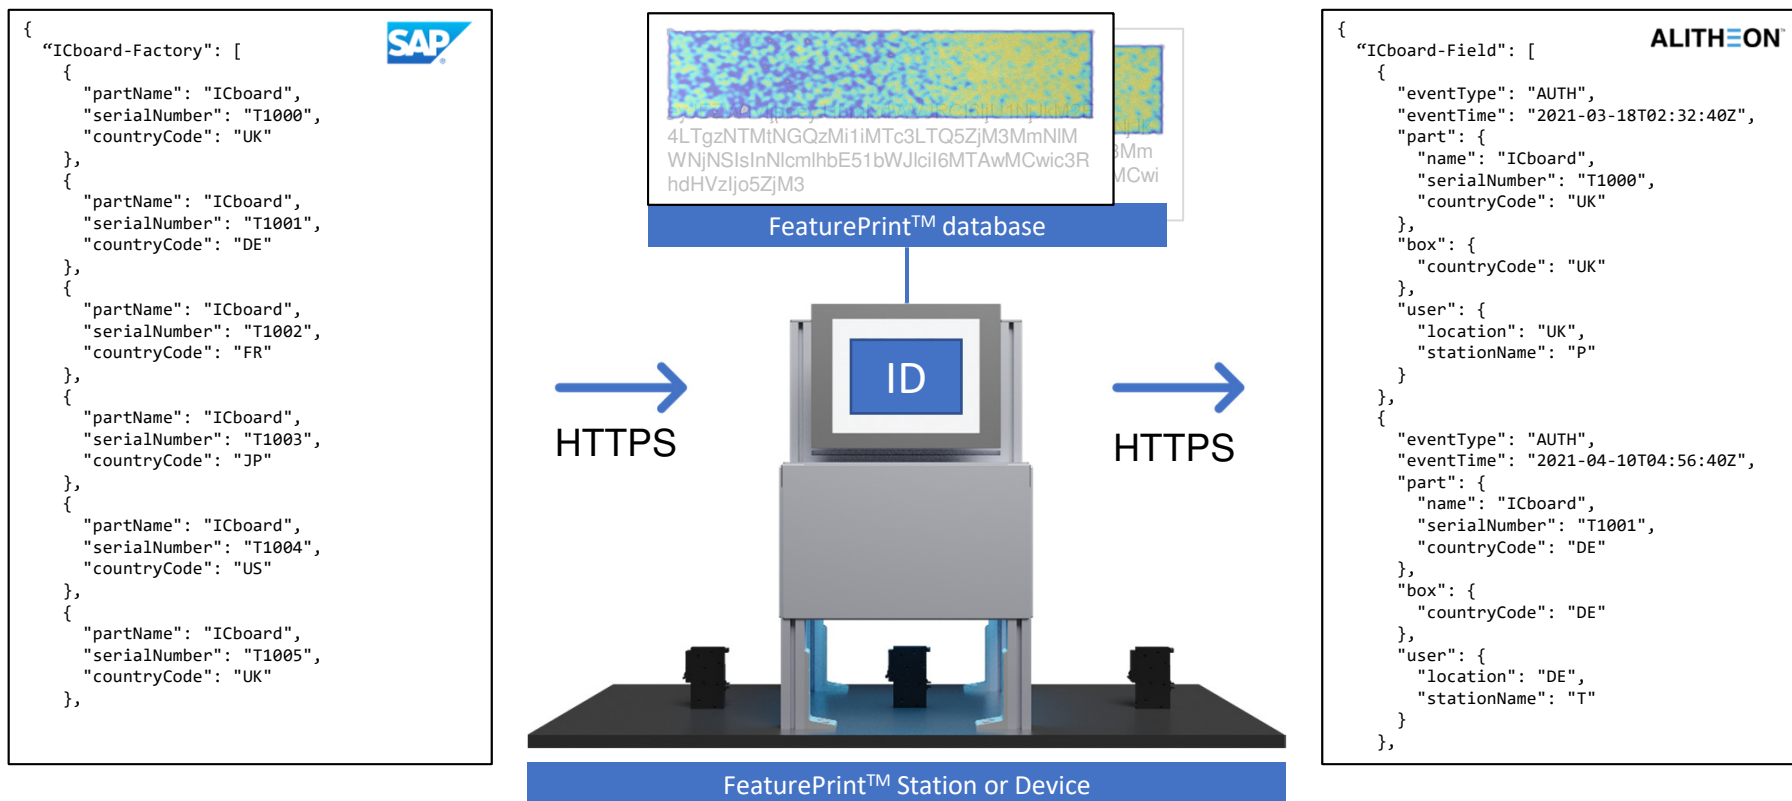 {
“ICboard-Factory": [
{
"partName": "ICboard",
"serialNumber": "T1000",
"countryCode": "UK"
},
{
"partName": "ICboard",
"serialNumber": "T1001",
"countryCode": "DE"
},
{
"partName": "ICboard",
"serialNumber": "T1002",
"countryCode": "FR"
},
{
"partName": "ICboard",
"serialNumber": "T1003",
"countryCode": "JP"
},
{
"partName": "ICboard",
"serialNumber": "T1004",
"countryCode": "US"
},
{
"partName": "ICboard",
"serialNumber": "T1005",
"countryCode": "UK"
},
SAP
HTTPS
4LTgzNTMtNGQzMi1iMTc3LTQ5ZjM3MmNlM
WNjNSIsInNlcmlhbE51bWJlciI6MTAwMCwic3R
hdHVzIjo5ZjM3
3Mm
MCwi
FeaturePrint™ database
ID
FeaturePrint™ Station or Device
HTTPS
ALITHEON™
{
“ICboard-Field": [
{
"eventType": "AUTH",
"eventTime": "2021-03-18T02:32:40Z",
"part": {
"name": "ICboard",
"serialNumber": "T1000",
"countryCode": "UK"
},
"box": {
"countryCode": "UK"
},
"user": {
"location": "UK",
"stationName": "P"
}
},
{
"eventType": "AUTH",
"eventTime": "2021-04-10T04:56:40Z",
"part": {
"name": "ICboard",
"serialNumber": "T1001",
"countryCode": "DE"
},
"box": {
"countryCode": "DE"
},
"user": {
"location": "DE",
"stationName": "T"
}
},